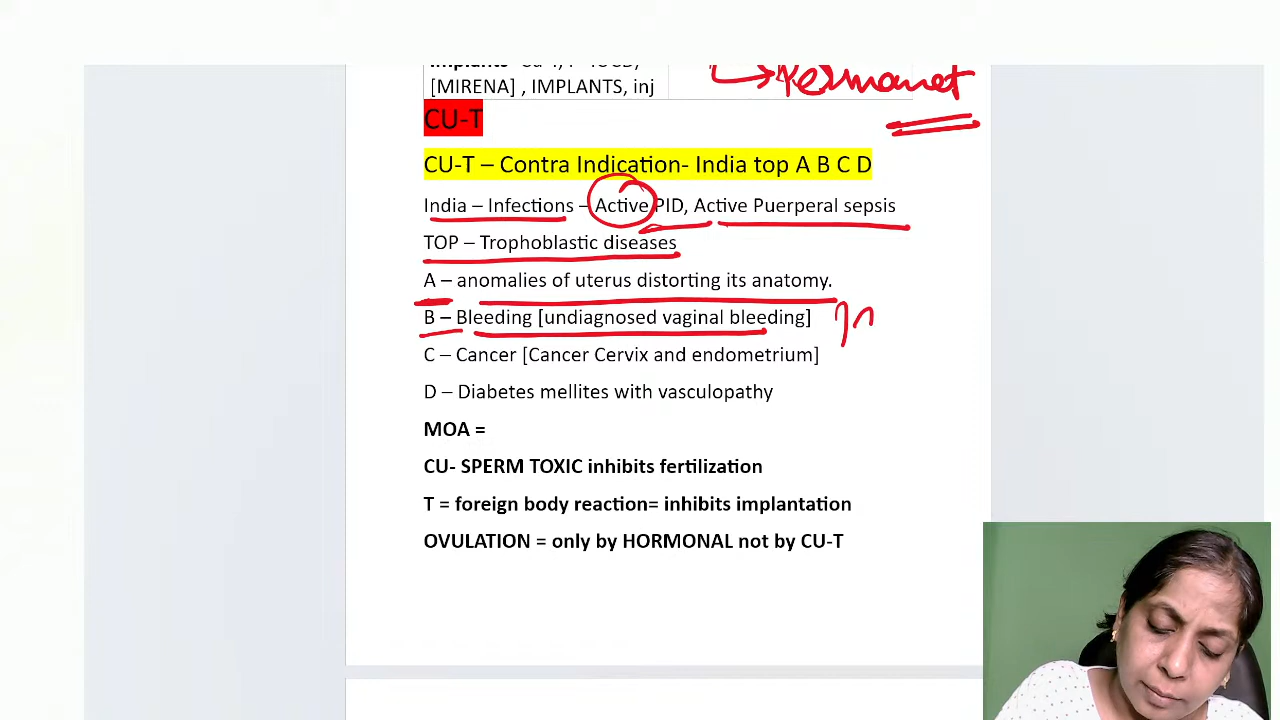 [MIRENA] , IMPLANTS, inj
Permanet
CU-T
CU-T – Contra Indication- India top A B C D
India – Infections – Active PID, Active Puerperal sepsis
TOP – Trophoblastic diseases
A – anomalies of uterus distorting its anatomy.
B – Bleeding [undiagnosed vaginal bleeding]
C – Cancer [Cancer Cervix and endometrium]
D – Diabetes mellites with vasculopathy
MOA =
CU- SPERM TOXIC inhibits fertilization
T = foreign body reaction= inhibits implantation
OVULATION = only by HORMONAL not by CU-T